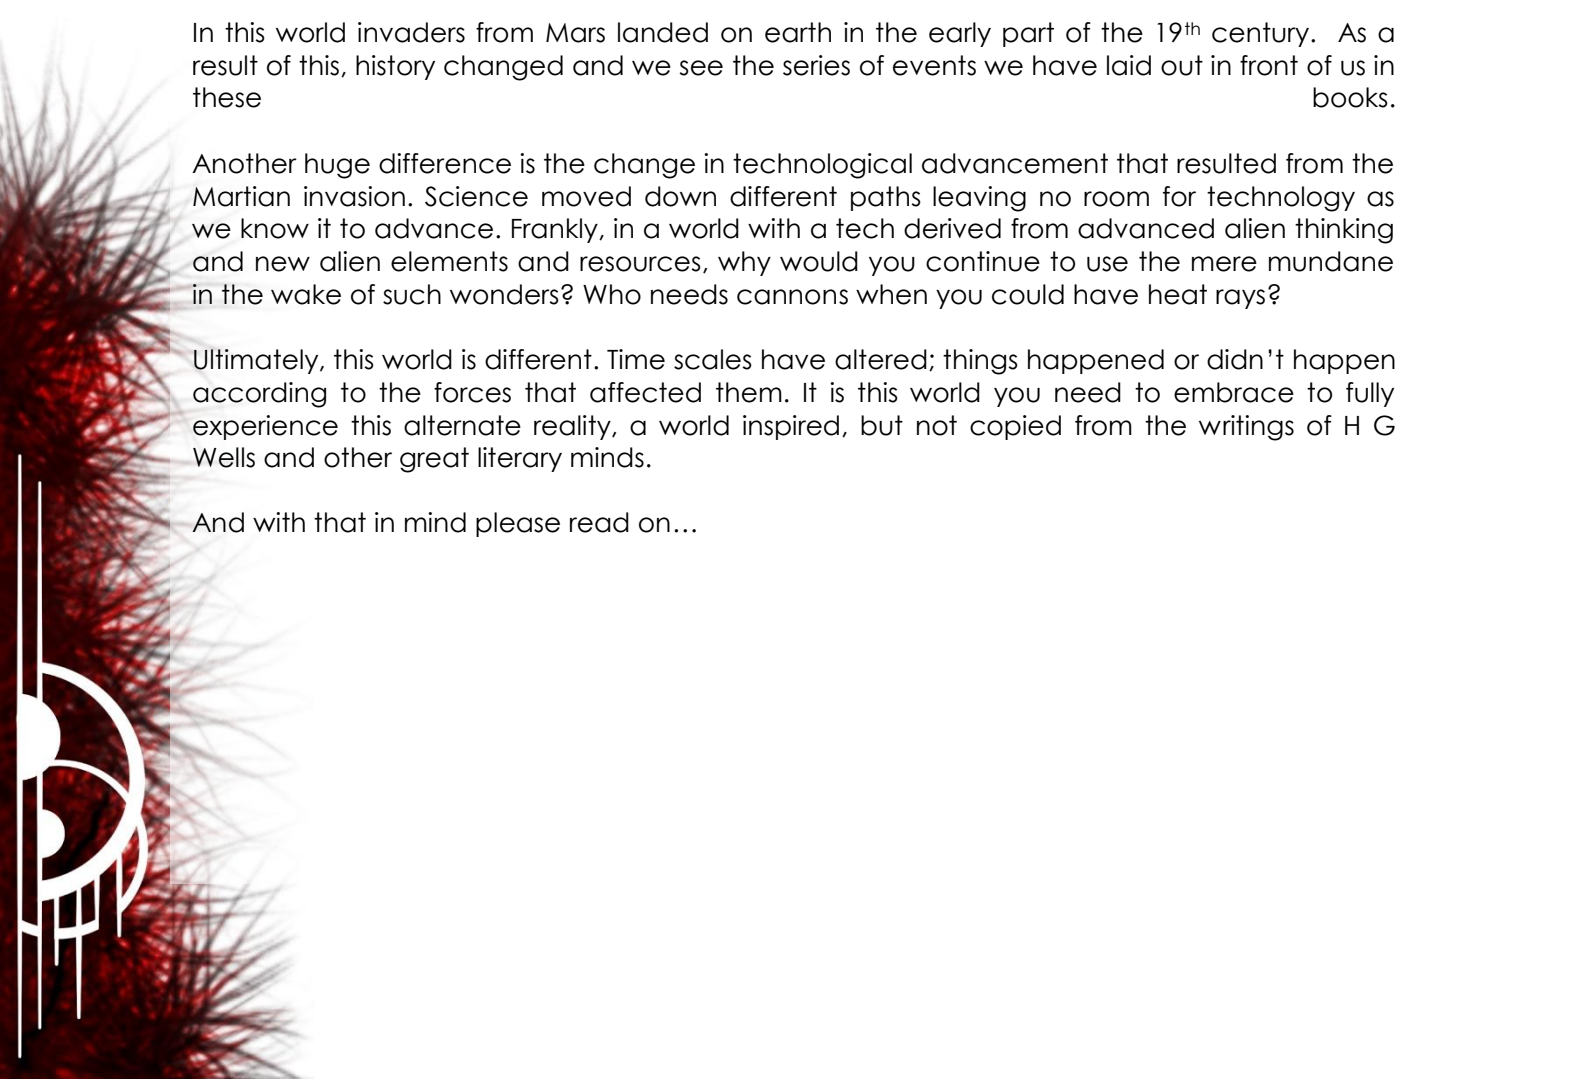 In this world invaders from Mars landed on earth in the early part of the 19th century.  As a
result of this, history changed and we see the series of events we have laid out in front of us in
these books.
Another huge difference is the change in technological advancement that resulted from the
Martian invasion. Science moved down different paths leaving no room for technology as
we know it to advance. Frankly, in a world with a tech derived from advanced alien thinking
and new alien elements and resources, why would you continue to use the mere mundane
in the wake of such wonders? Who needs cannons when you could have heat rays?
Ultimately, this world is different. Time scales have altered; things happened or didn’t happen
according to the forces that affected them. It is this world you need to embrace to fully
experience this alternate reality, a world inspired, but not copied from the writings of H G
Wells and other great literary minds.
And with that in mind please read on…